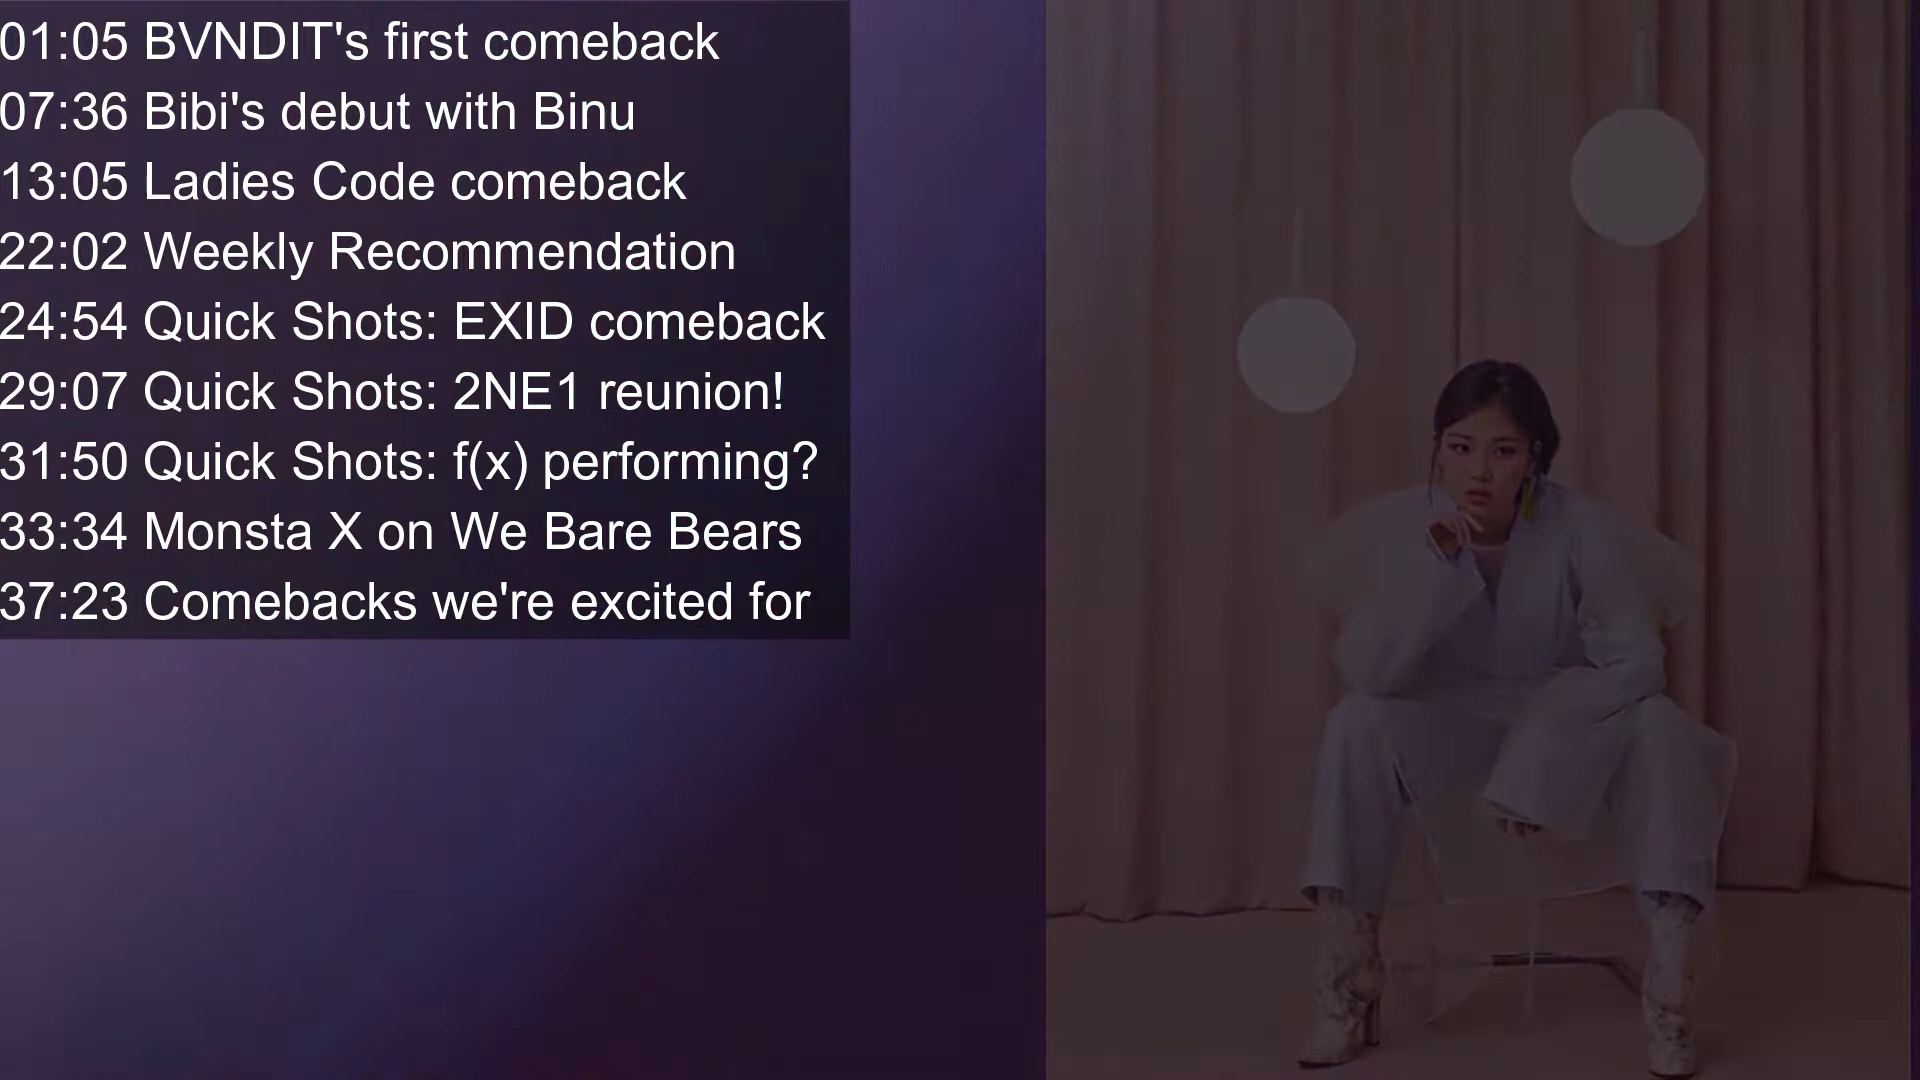 01:05 BVNDIT's first comeback
07:36 Bibi's debut with Binu
13:05 Ladies Code comeback
22:02 Weekly Recommendation
24:54 Quick Shots: EXID comeback
29:07 Quick Shots: 2NE1 reunion!
31:50 Quick Shots: f(x) performing?
33:34 Monsta X on We Bare Bears
37:23 Comebacks we're excited for